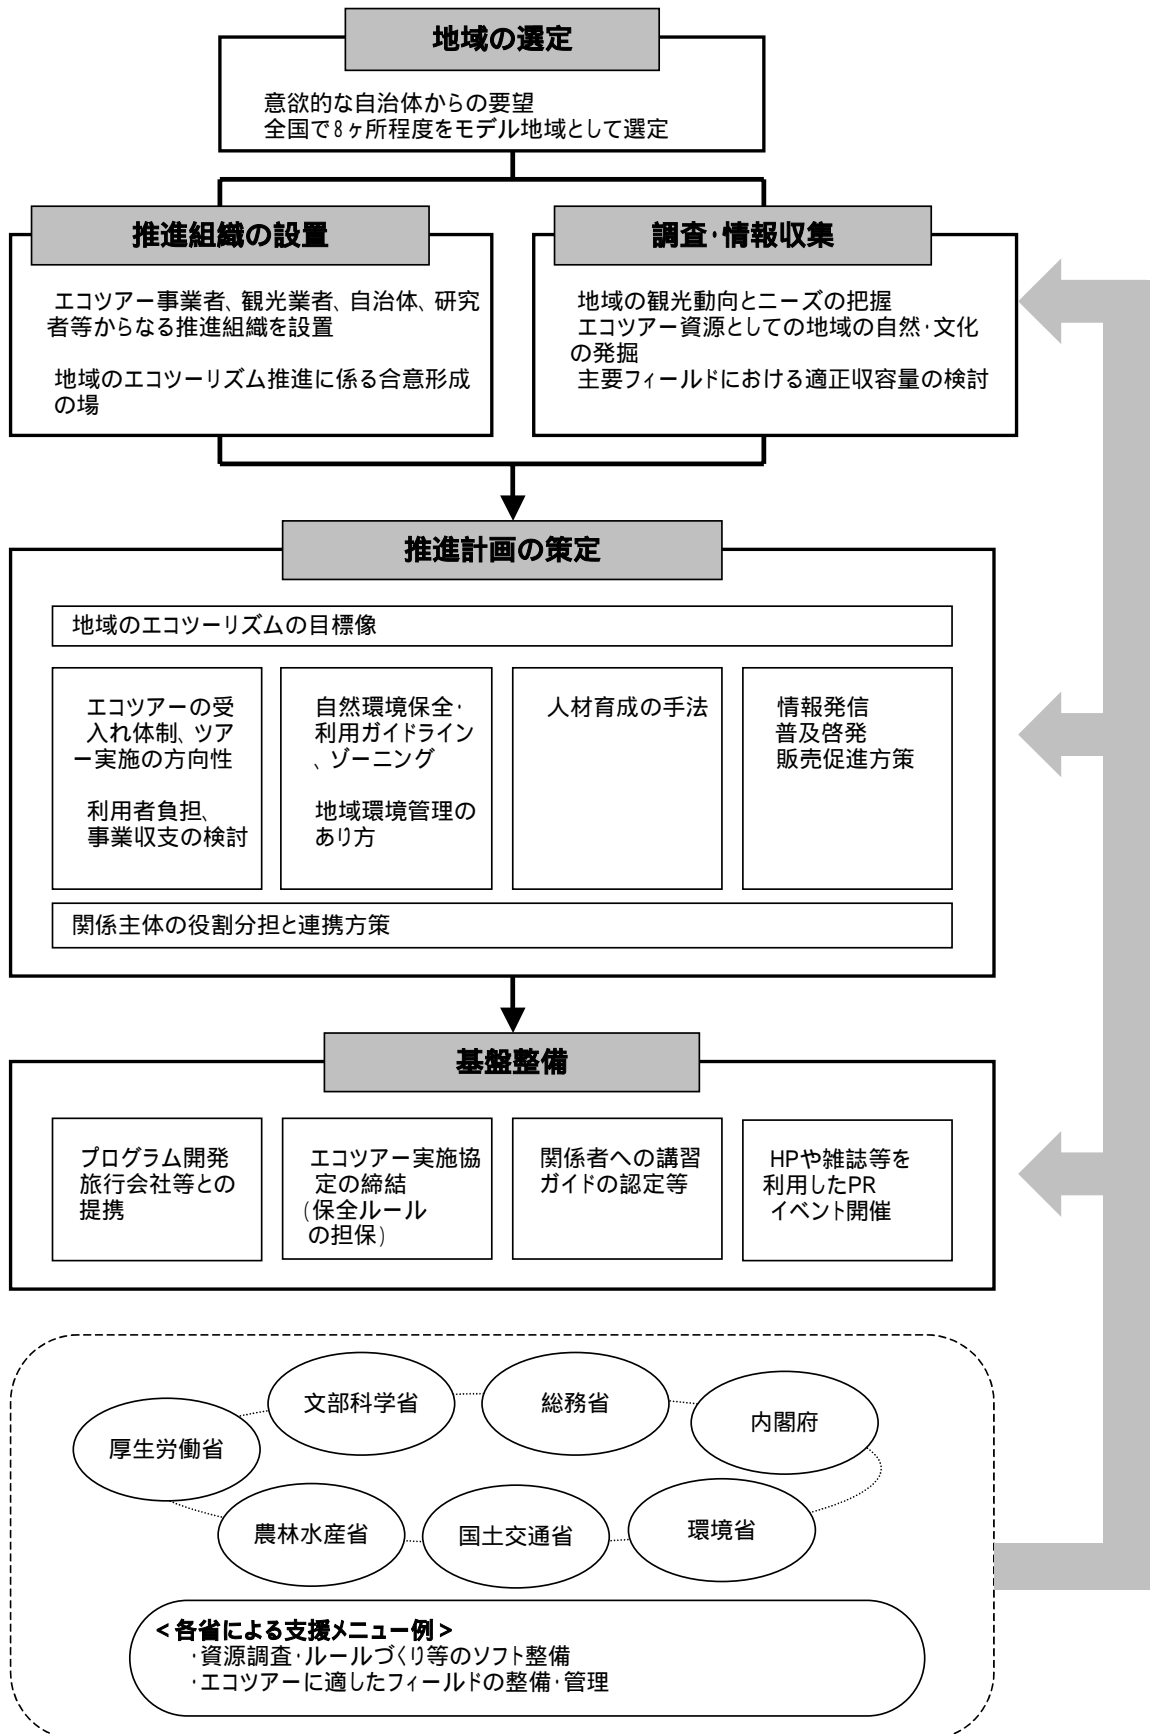 地域の選定
意欲的な自治体からの要望
全国で8ヶ所程度をモデル地域として選定
推進組織の設置
エコツアー事業者、観光業者、自治体、研究
者等からなる推進組織を設置
地域のエコツーリズム推進に係る合意形成
の場
調査・情報収集
地域の観光動向とニーズの把握
エコツアー資源としての地域の自然・文化
の発掘
主要フィールドにおける適正収容量の検討
推進計画の策定
地域のエコツーリズムの目標像
エコツアーの受
入れ体制、ツア
ー実施の方向性
利用者負担、
事業収支の検討
自然環境保全・
利用ガイドライン
、ゾーニング
地域環境管理の
あり方
人材育成の手法
情報発信
普及啓発
販売促進方策
関係主体の役割分担と連携方策
基盤整備
プログラム開発
旅行会社等との
提携
エコツアー実施協
定の締結
(保全ルール
の担保)
関係者への講習
ガイドの認定等
HPや雑誌等を
利用したPR
イベント開催
文部科学省
総務省
内閣府
厚生労働省
農林水産省
国土交通省
環境省
<各省による支援メニュー例>
・資源調査・ルールづくり等のソフト整備
・エコツアーに適したフィールドの整備・管理